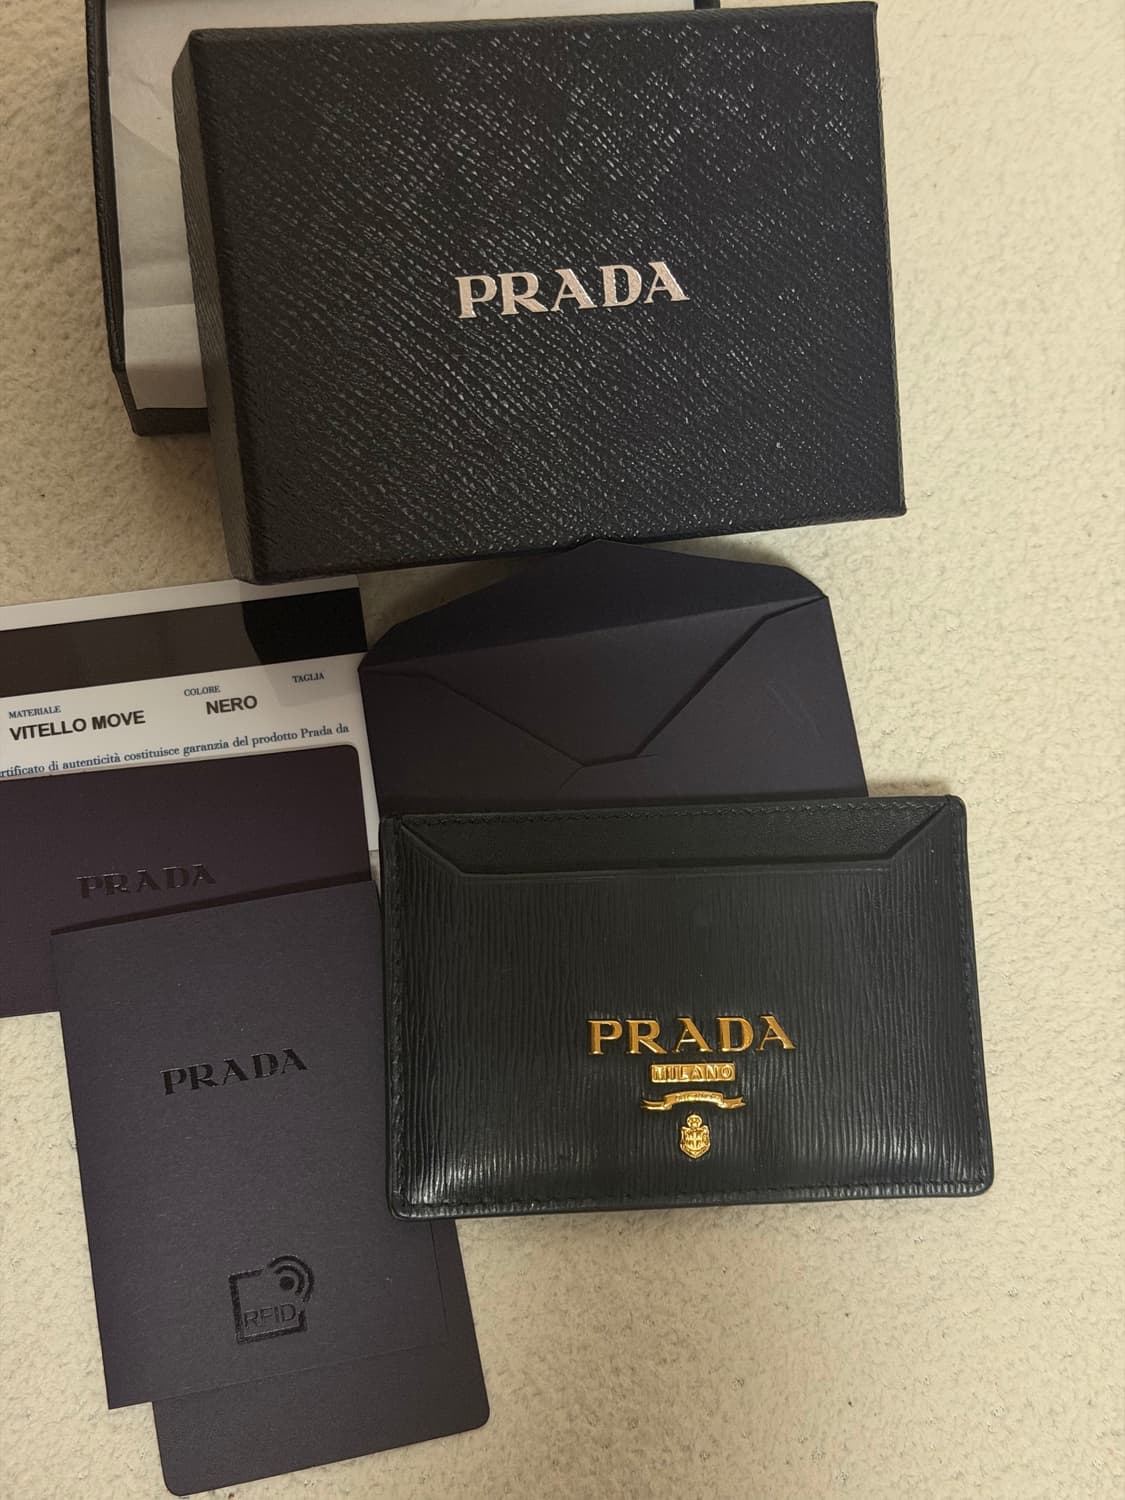 PRADA
MATERIALE COLORE TAGLIA
VITELLO MOVE NERO
rtificato di autenticità costituisce garanzia del prodotto Prada da
PRADA
PRADA
RFID
PRADA
MILANO